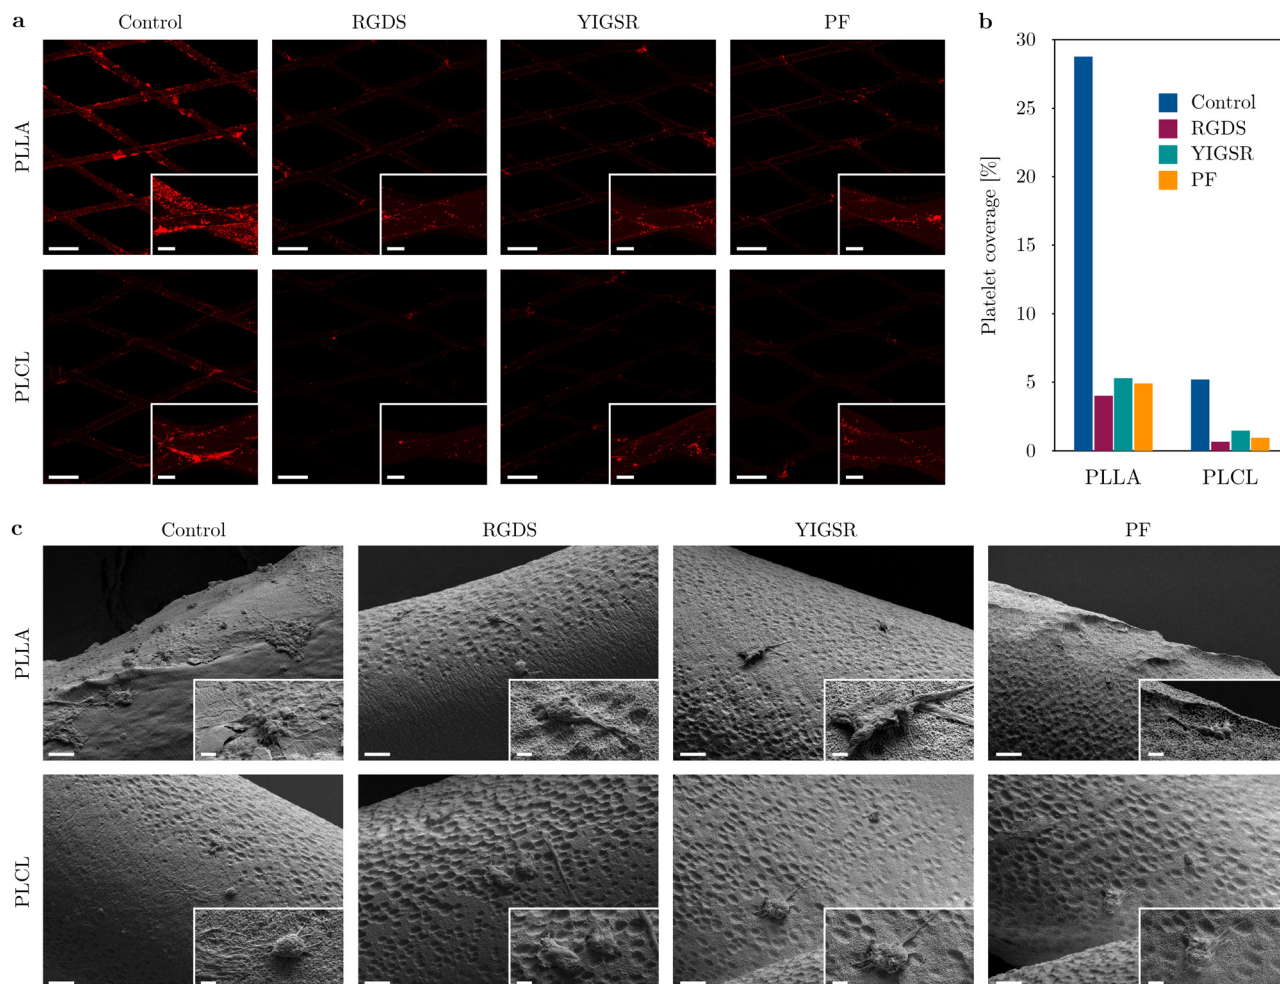 a
Control RGDS YIGSR PF
PLLA
PLCL
b
30
25
20
15
10
5
0
Platelet coverage [%]
Control
RGDS
YIGSR
PF
PLLA PLCL
c
Control RGDS YIGSR PF
PLLA
PLCL